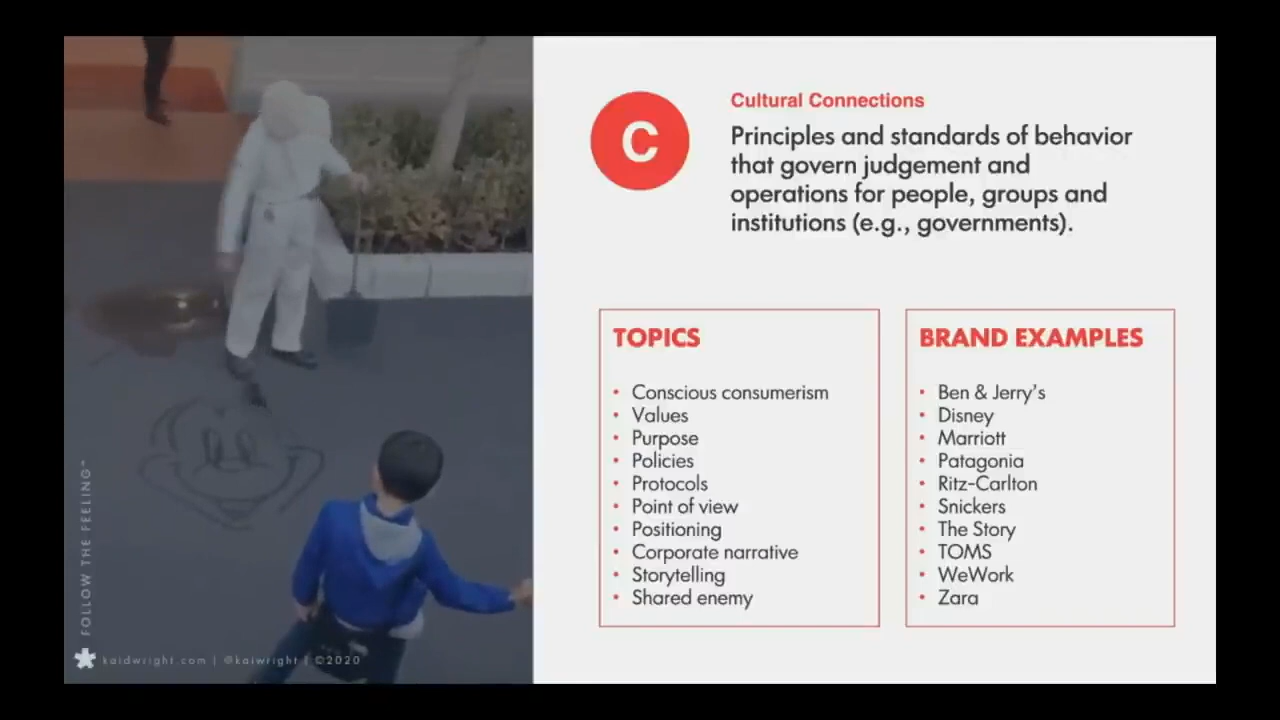 C
Cultural Connections
Principles and standards of behavior
that govern judgement and
operations for people, groups and
institutions (e.g., governments).
TOPICS
• Conscious consumerism
• Values
• Purpose
• Policies
• Protocols
• Point of view
• Positioning
• Corporate narrative
• Storytelling
• Shared enemy
BRAND EXAMPLES
• Ben & Jerry's
• Disney
• Marriott
• Patagonia
• Ritz-Carlton
• Snickers
• The Story
• TOMS
• WeWork
• Zara
FOLLOW THE FEELING™
kaidwright.com | @kaiwright | ©2020